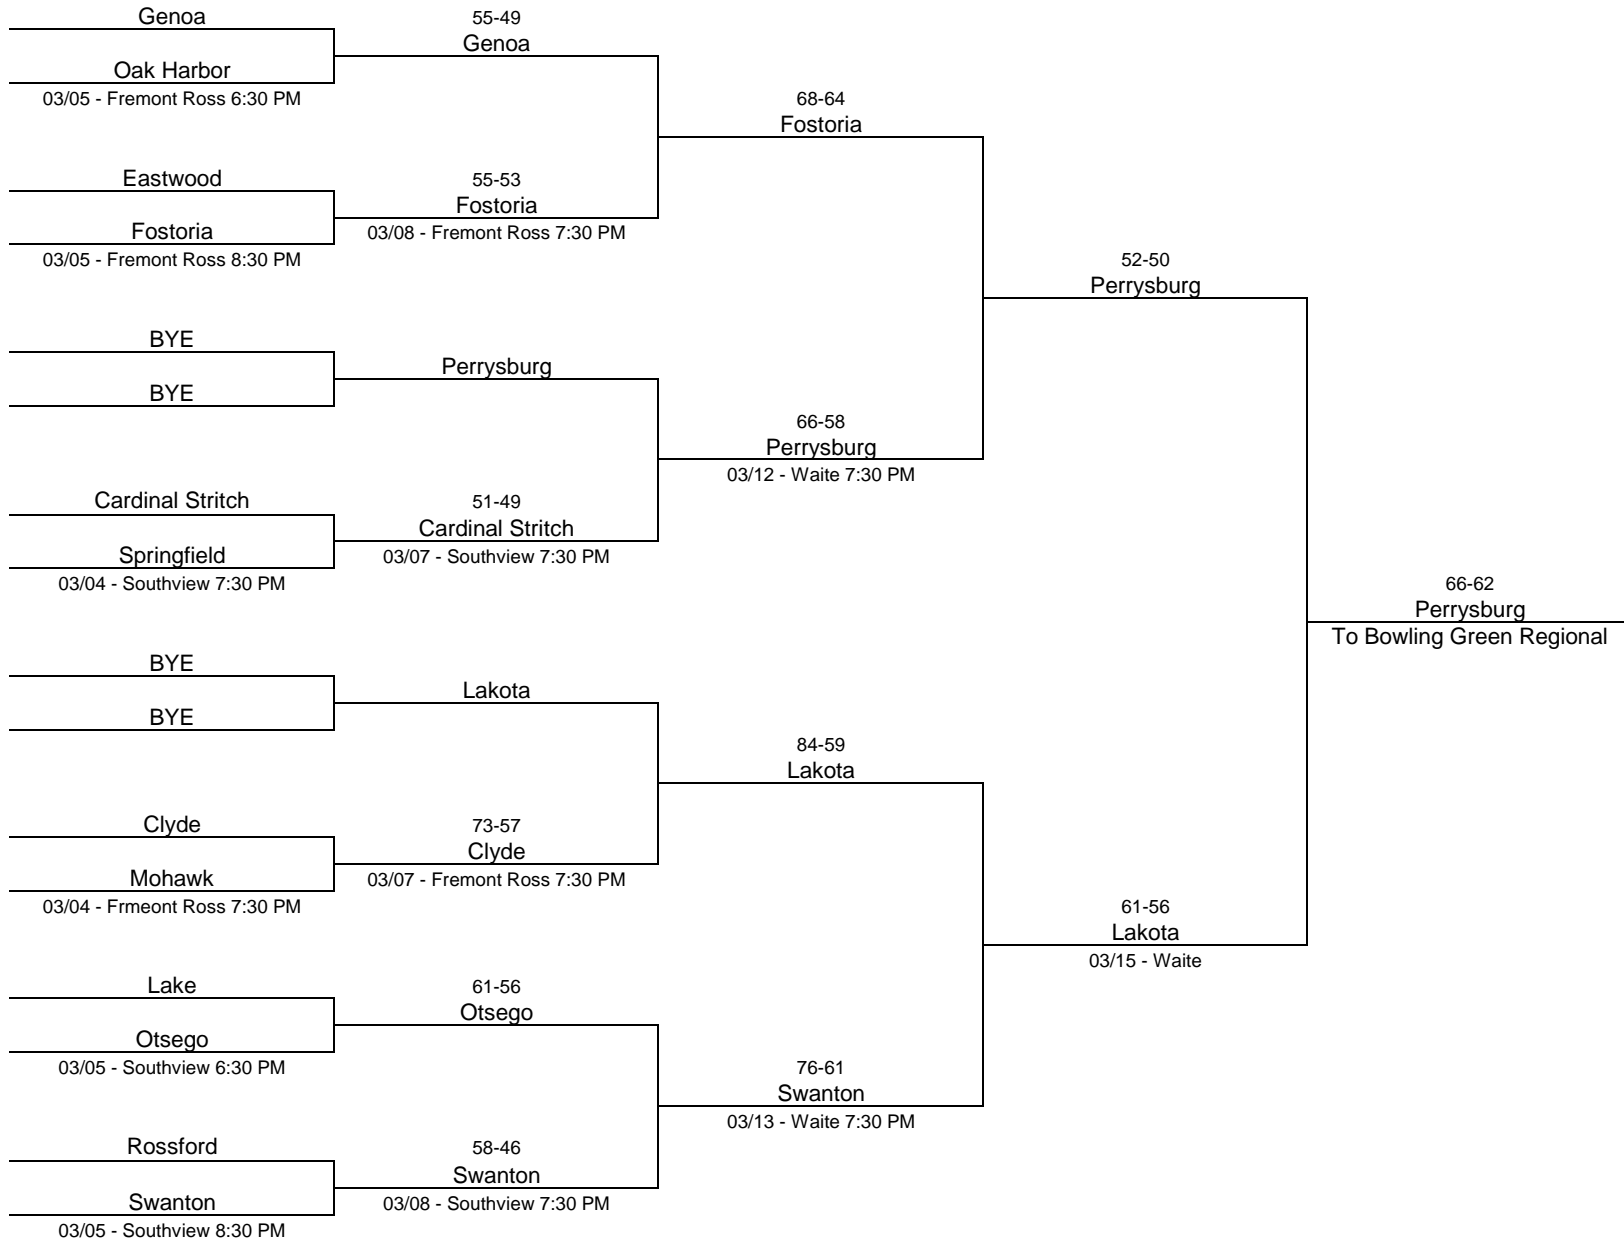 Genoa
Oak Harbor
03/05 - Fremont Ross 6:30 PM
Eastwood
Fostoria
03/05 - Fremont Ross 8:30 PM
BYE
BYE
Cardinal Stritch
Springfield
03/04 - Southview 7:30 PM
BYE
BYE
Clyde
Mohawk
03/04 - Frmeont Ross 7:30 PM
Lake
Otsego
03/05 - Southview 6:30 PM
Rossford
Swanton
03/05 - Southview 8:30 PM
55-49
Genoa
55-53
Fostoria
03/08 - Fremont Ross 7:30 PM
Perrysburg
51-49
Cardinal Stritch
03/07 - Southview 7:30 PM
Lakota
73-57
Clyde
03/07 - Fremont Ross 7:30 PM
61-56
Otsego
58-46
Swanton
03/08 - Southview 7:30 PM
68-64
Fostoria
66-58
Perrysburg
03/12 - Waite 7:30 PM
84-59
Lakota
76-61
Swanton
03/13 - Waite 7:30 PM
52-50
Perrysburg
61-56
Lakota
03/15 - Waite
66-62
Perrysburg
To Bowling Green Regional